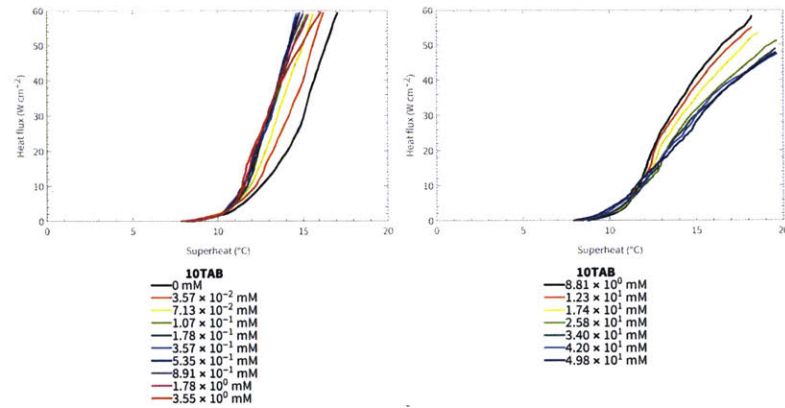 60
50
40
30
20
10
0
Heat flux (W cm⁻²)
0 5 10 15 20
Superheat (°C)
10TAB
0 mM
3.57 × 10⁻² mM
7.13 × 10⁻² mM
1.07 × 10⁻¹ mM
1.78 × 10⁻¹ mM
3.57 × 10⁻¹ mM
5.35 × 10⁻¹ mM
8.91 × 10⁻¹ mM
1.78 × 10⁰ mM
3.55 × 10⁰ mM
60
50
40
30
20
10
0
Heat flux (W cm⁻²)
0 5 10 15 20
Superheat (°C)
10TAB
8.81 × 10⁰ mM
1.23 × 10¹ mM
1.74 × 10¹ mM
2.58 × 10¹ mM
3.40 × 10¹ mM
4.20 × 10¹ mM
4.98 × 10¹ mM